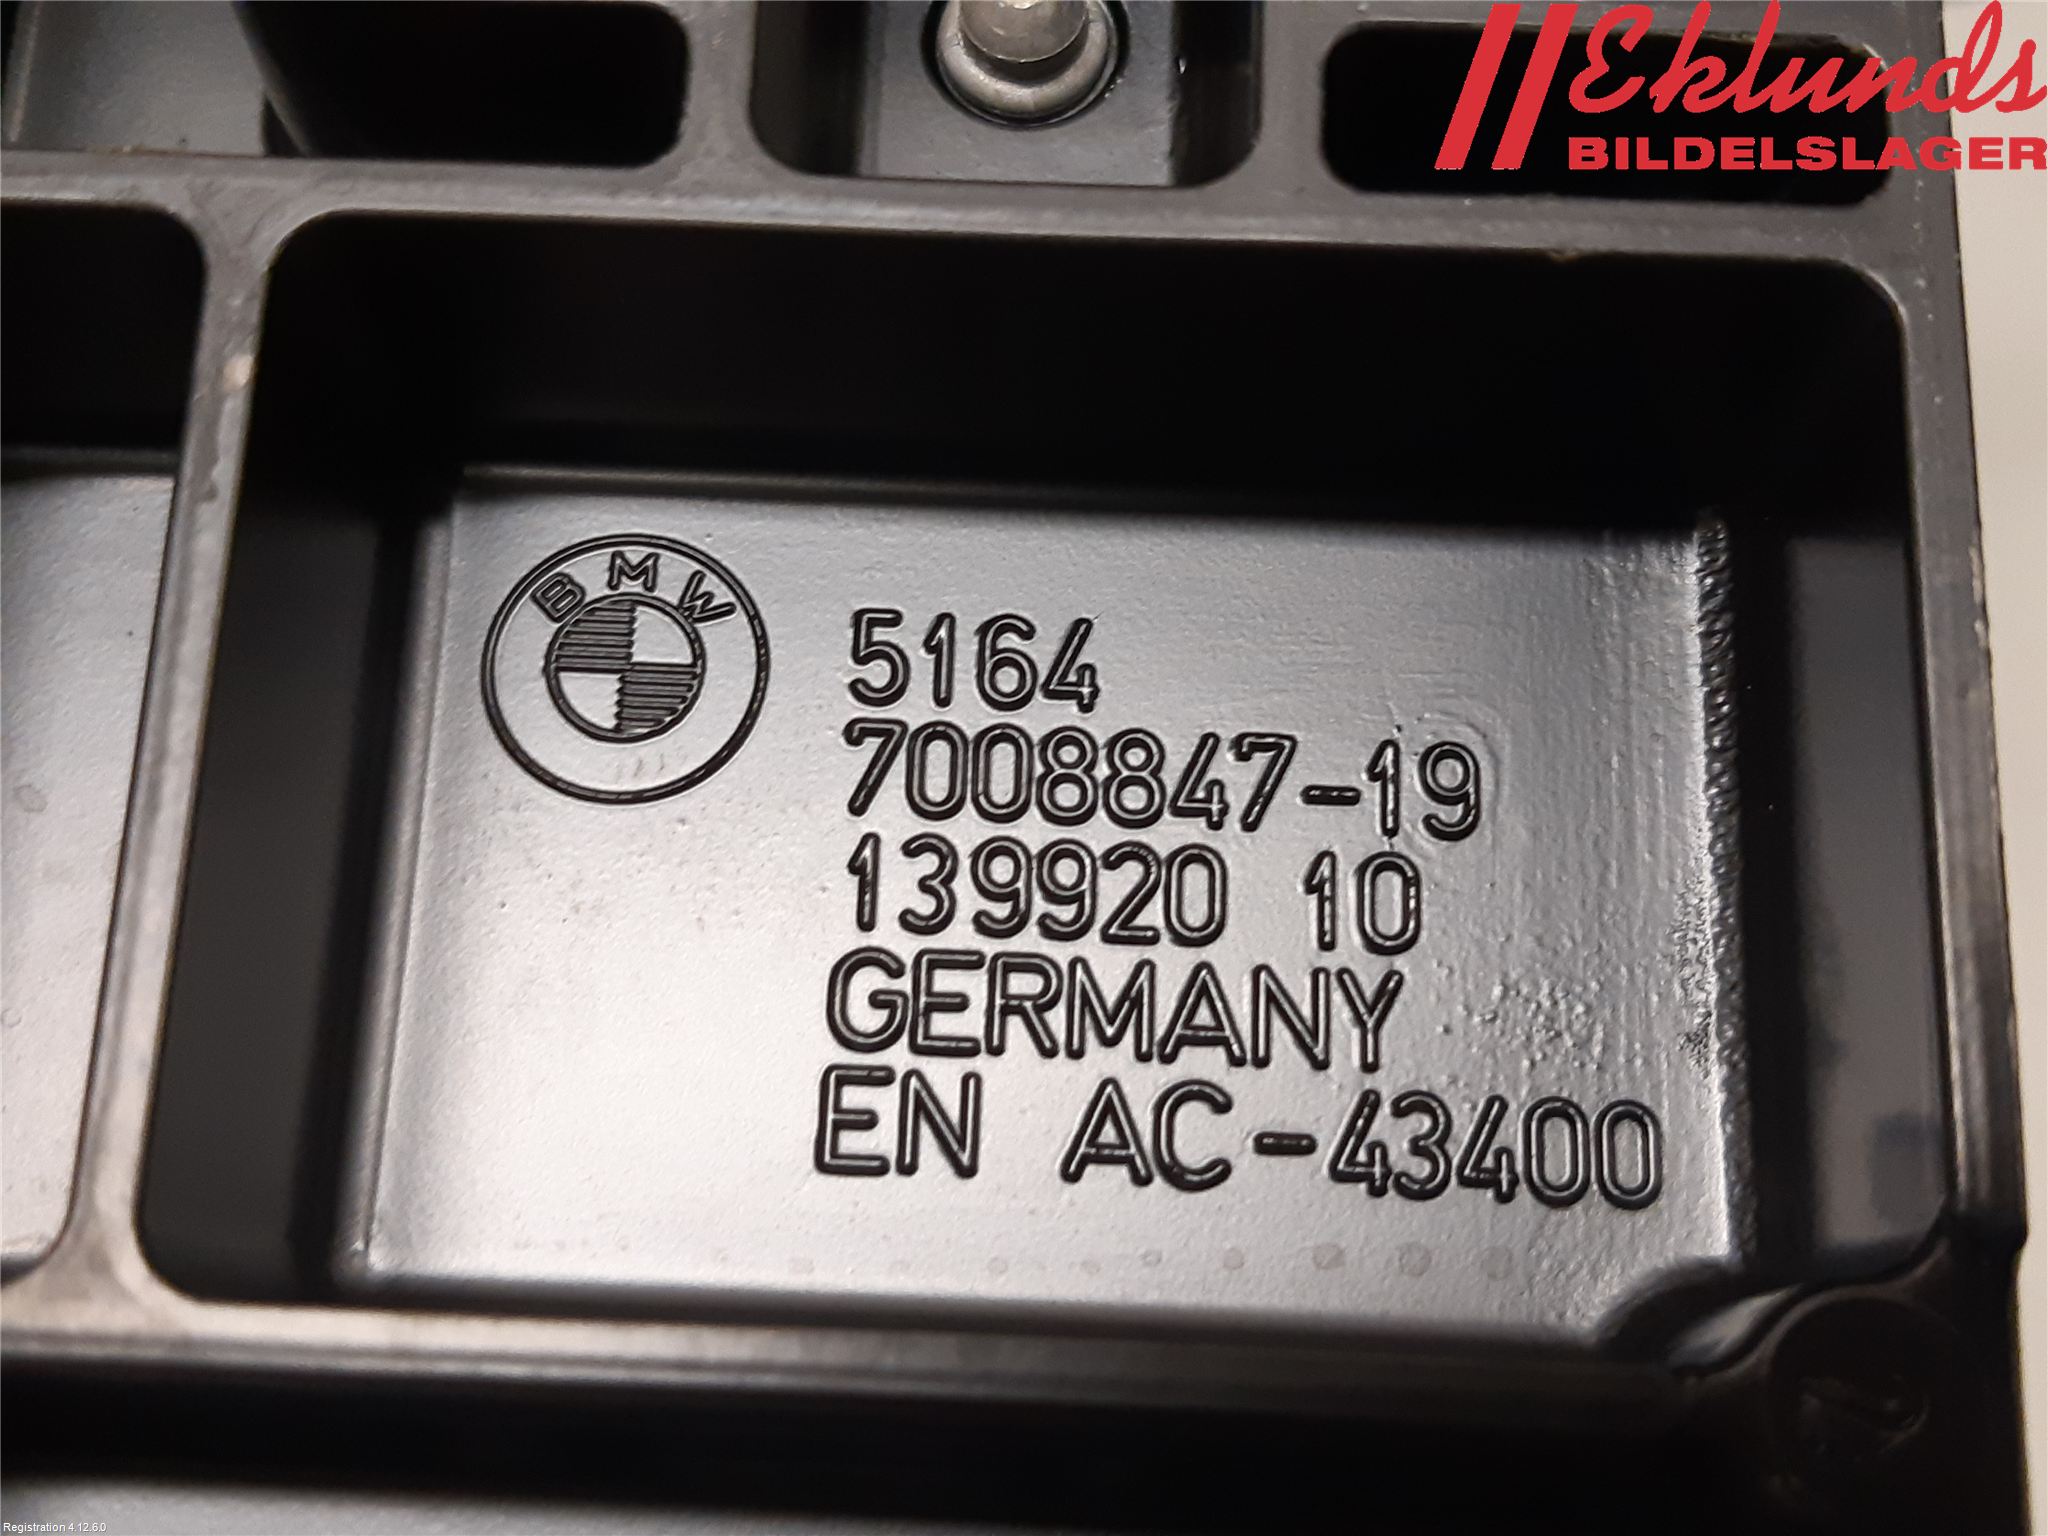 Eklunds
BILDELSLAGER
BMW
5164
7008847-19
139920 10
GERMANY
EN AC-43400
Registration 4.12.6.0